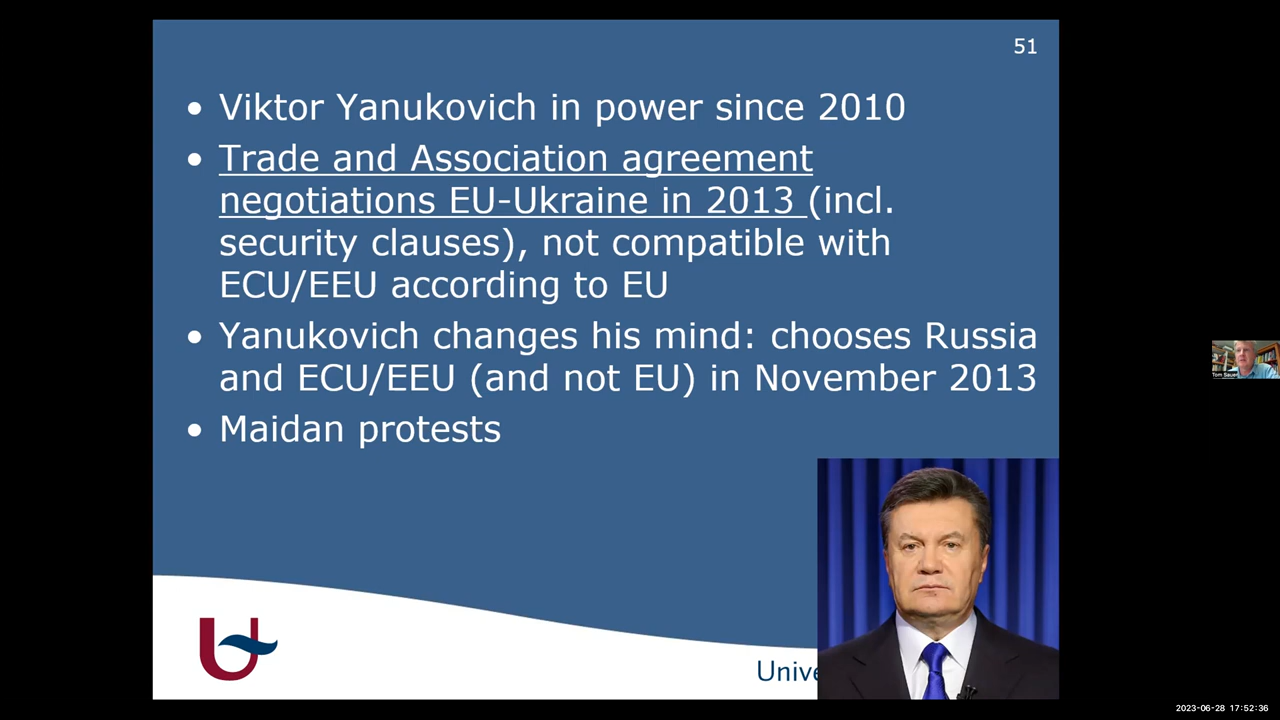 51
• Viktor Yanukovich in power since 2010
• Trade and Association agreement
negotiations EU-Ukraine in 2013 (incl.
security clauses), not compatible with
ECU/EEU according to EU
• Yanukovich changes his mind: chooses Russia
and ECU/EEU (and not EU) in November 2013
• Maidan protests
Tom Sauer
Unive
2023-06-28 17:52:36